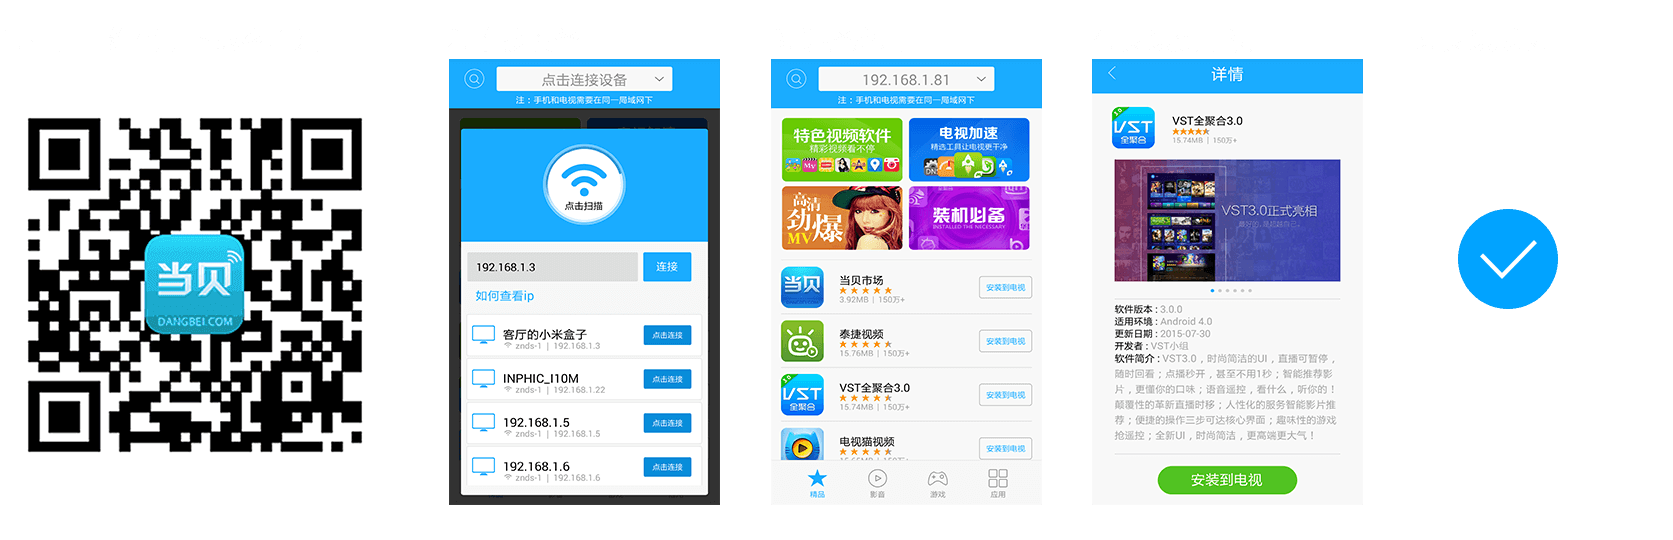 当贝
DANGBEI.COM
点击连接设备
注：手机和电视需要在同一局域网下
点击扫描
192.168.1.3
连接
如何查看ip
客厅的小米盒子
znds-1 | 192.168.1.3
点击连接
INPHIC_I10M
znds-1 | 192.168.1.22
点击连接
192.168.1.5
znds-1 | 192.168.1.5
点击连接
192.168.1.6
znds-1 | 192.168.1.6
点击连接
192.168.1.81
注：手机和电视需要在同一局域网下
特色视频软件
精彩视频看不停
电视加速
精选工具让电视更干净
DNS
高清
劲爆
MV
装机必备
INSTALLED THE NECESSARY
当贝
当贝市场
3.92MB | 150万+
安装到电视
泰捷视频
15.76MB | 150万+
安装到电视
3.0
VST
全聚合
VST全聚合3.0
15.74MB | 150万+
安装到电视
电视猫视频
安装到电视
精品
影音
游戏
应用
详情
3.0
VST
全聚合
VST全聚合3.0
15.74MB | 150万+
VST3.0正式亮相
软件版本 : 3.0.0
适用环境 : Android 4.0
更新日期 : 2015-07-30
开发者 : VST小组
软件简介 : VST3.0，时尚简洁的UI，直播可暂停，
随时回看；点播秒开，甚至不用1秒；智能推荐影
片，更懂你的口味；语音遥控，看什么，听你的！
颠覆性的革新直播时移；人性化的服务智能影片推
荐；便捷的操作三步可达核心界面；趣味性的游戏
抢遥控；全新UI，时尚简洁，更高端更大气！
安装到电视